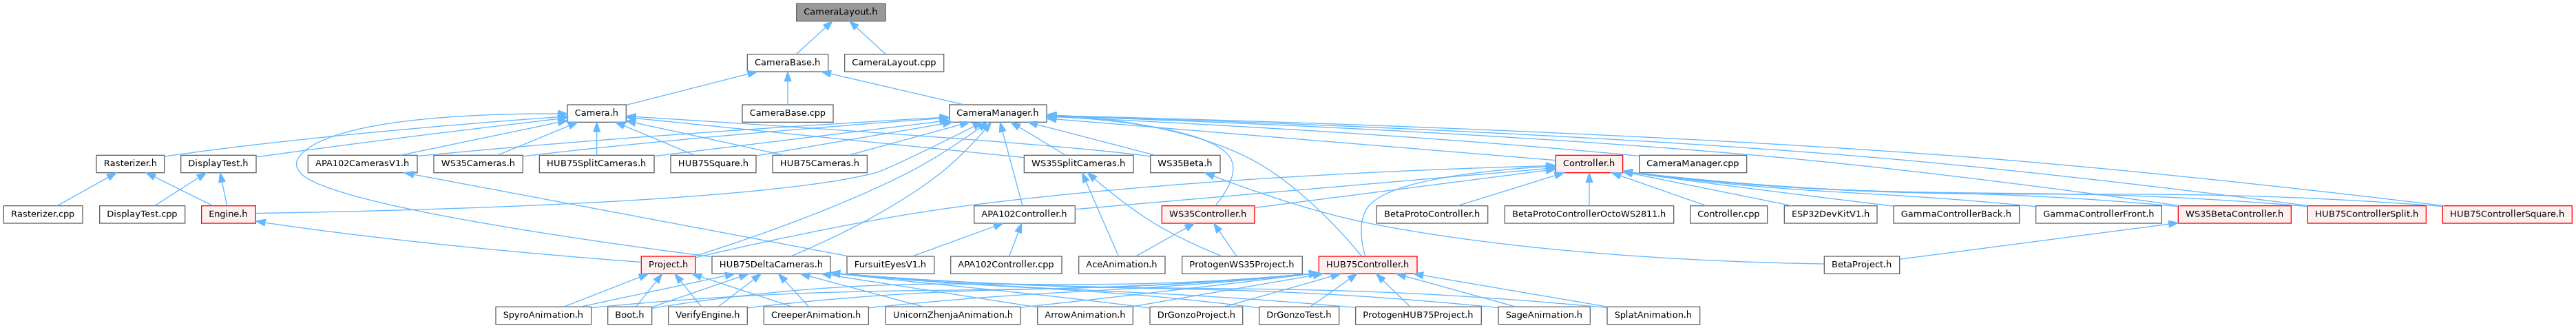 CameraLayout.h
CameraBase.h
CameraLayout.cpp
Camera.h
CameraBase.cpp
CameraManager.h
Rasterizer.h
DisplayTest.h
APA102CamerasV1.h
WS35Cameras.h
HUB75SplitCameras.h
HUB75Square.h
HUB75Cameras.h
WS35SplitCameras.h
WS35Beta.h
Controller.h
CameraManager.cpp
Rasterizer.cpp
DisplayTest.cpp
Engine.h
APA102Controller.h
WS35Controller.h
BetaProtoController.h
BetaProtoControllerOctoWS2811.h
Controller.cpp
ESP32DevKitV1.h
GammaControllerBack.h
GammaControllerFront.h
WS35BetaController.h
HUB75ControllerSplit.h
HUB75ControllerSquare.h
Project.h
HUB75DeltaCameras.h
FursuitEyesV1.h
APA102Controller.cpp
AceAnimation.h
ProtogenWS35Project.h
HUB75Controller.h
BetaProject.h
SpyroAnimation.h
Boot.h
VerifyEngine.h
CreeperAnimation.h
UnicornZhenjaAnimation.h
ArrowAnimation.h
DrGonzoProject.h
DrGonzoTest.h
ProtogenHUB75Project.h
SageAnimation.h
SplatAnimation.h